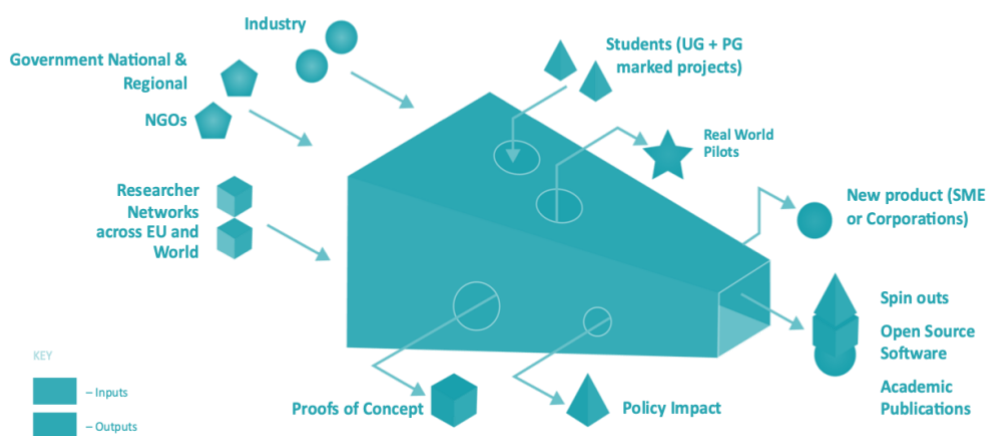 Industry
Government National &
Regional
NGOs
Researcher
Networks
across EU and
World
Students (UG + PG
marked projects)
Real World
Pilots
New product (SME
or Corporations)
Spin outs
Open Source
Software
Academic
Publications
Proofs of Concept
Policy Impact
KEY
– Inputs
– Outputs